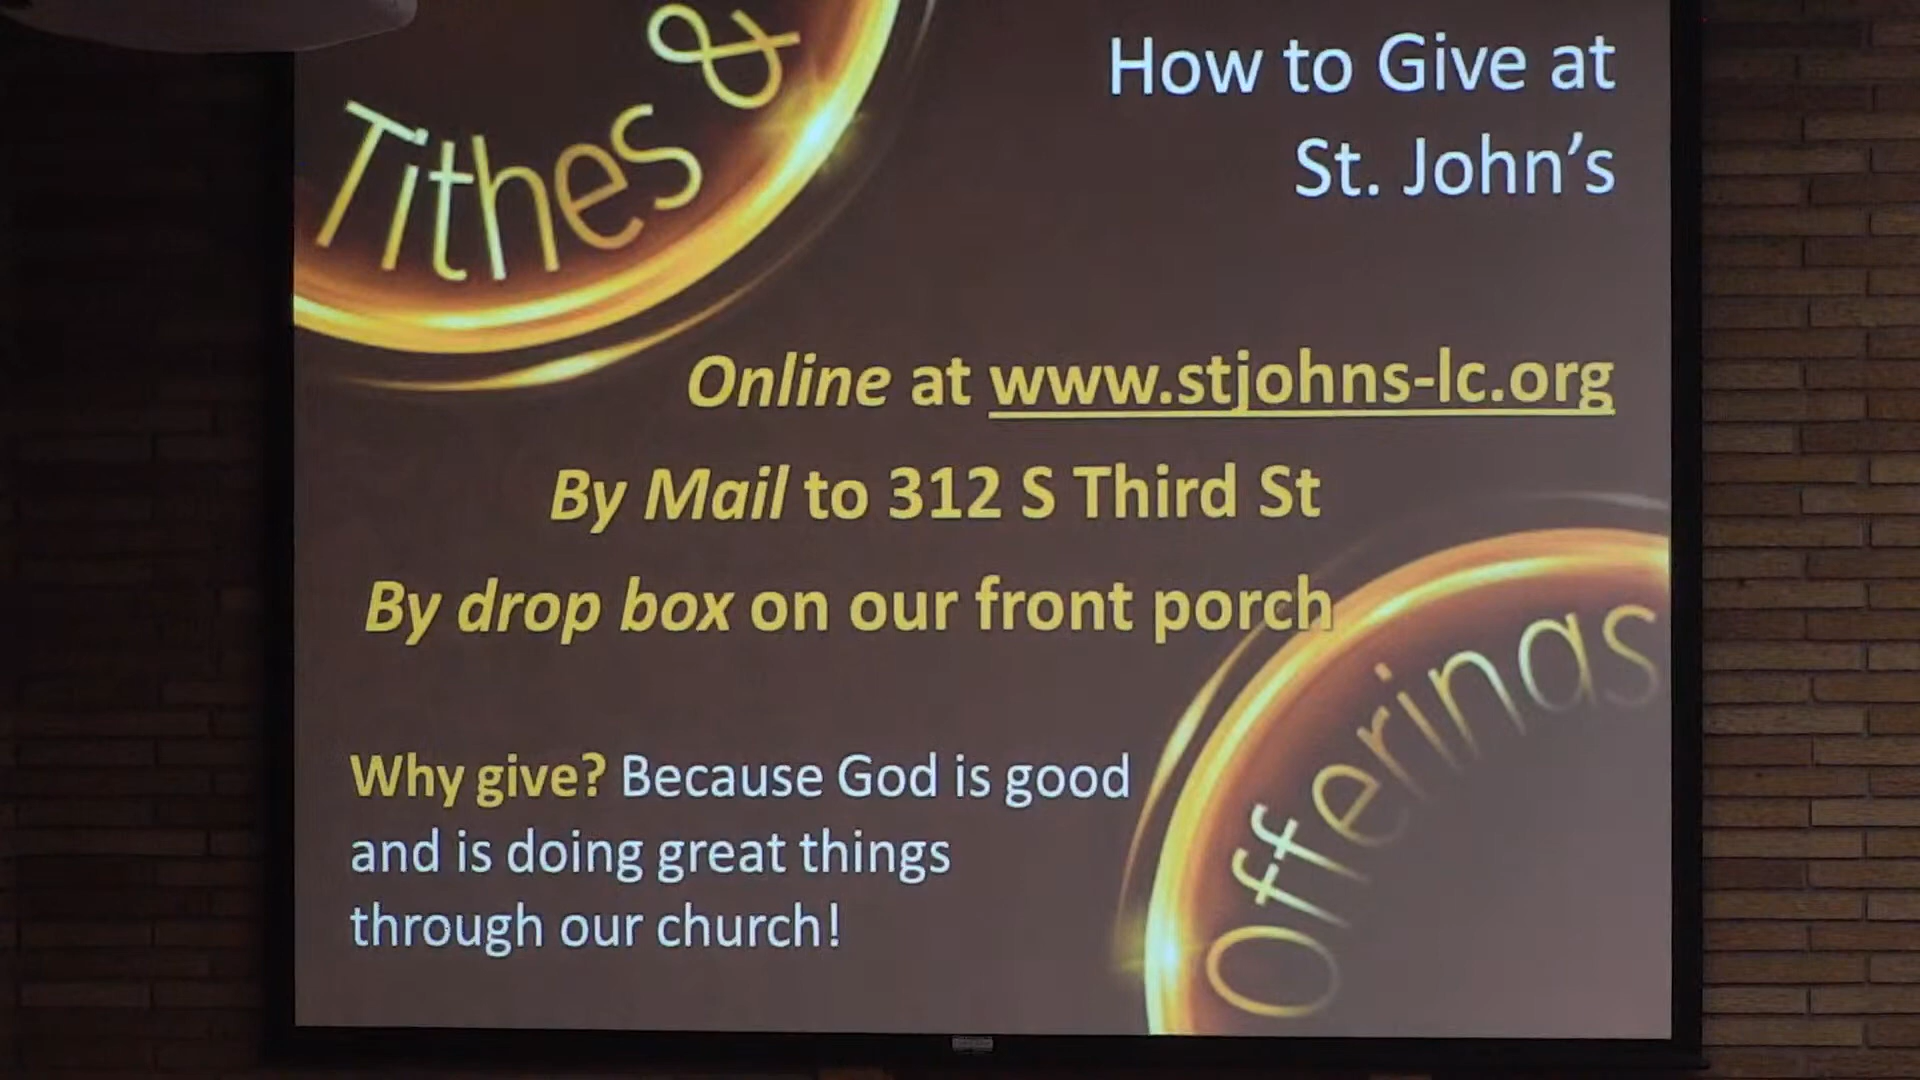 Tithes &
How to Give at
St. John's
Online at www.stjohns-lc.org
By Mail to 312 S Third St
By drop box on our front porch
Why give? Because God is good
and is doing great things
through our church!
Offerings